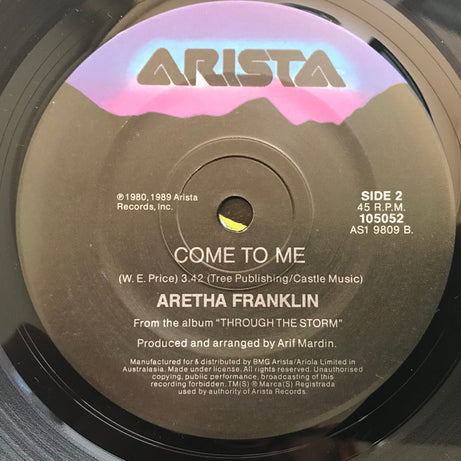 ARISTA
℗ 1980, 1989 Arista
Records, Inc.
SIDE 2
45 R.P.M.
105052
AS1 9809 B.
COME TO ME
(W. E. Price) 3.42 (Tree Publishing/Castle Music)
ARETHA FRANKLIN
From the album "THROUGH THE STORM"
Produced and arranged by Arif Mardin.
Manufactured for & distributed by BMG Arista/Ariola Limited in
Australasia. Made under license. All rights reserved. Unauthorised
copying, public performance, broadcasting of this
recording forbidden. TM(S) ® Marca(S) Registrada
used by authority of Arista Records.